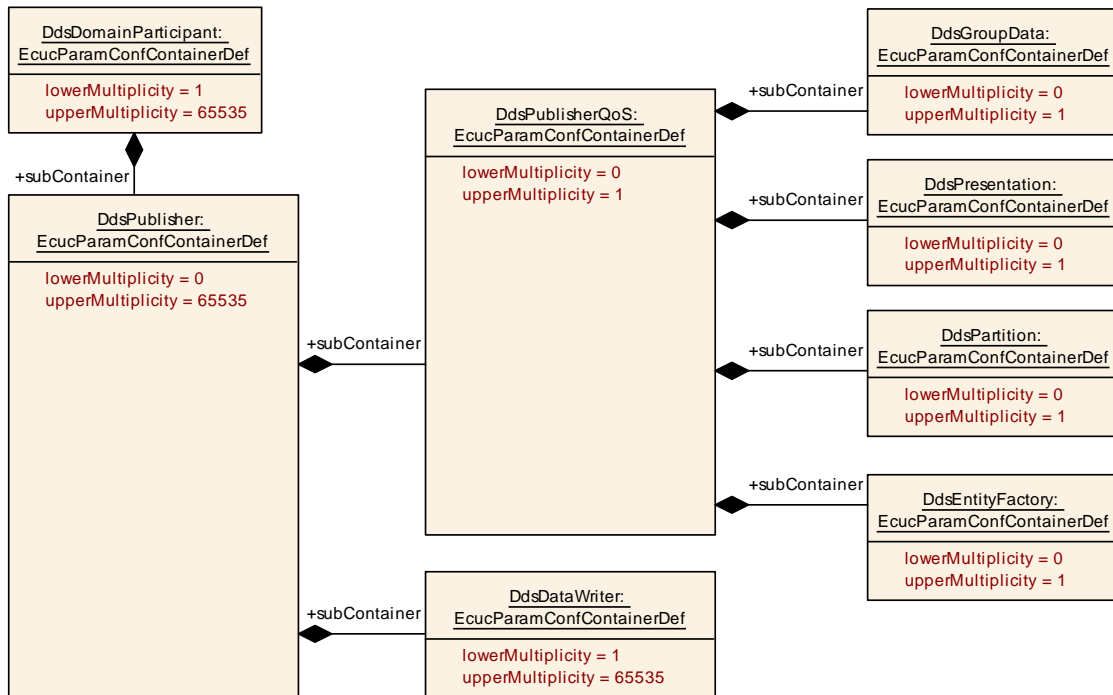 DdsDomainParticipant:
EcucParamConfContainerDef
lowerMultiplicity = 1
upperMultiplicity = 65535
+subContainer
DdsPublisher:
EcucParamConfContainerDef
lowerMultiplicity = 0
upperMultiplicity = 65535
+subContainer
+subContainer
DdsPublisherQoS:
EcucParamConfContainerDef
lowerMultiplicity = 0
upperMultiplicity = 1
DdsDataWriter:
EcucParamConfContainerDef
lowerMultiplicity = 1
upperMultiplicity = 65535
+subContainer
DdsGroupData:
EcucParamConfContainerDef
lowerMultiplicity = 0
upperMultiplicity = 1
+subContainer
DdsPresentation:
EcucParamConfContainerDef
lowerMultiplicity = 0
upperMultiplicity = 1
+subContainer
DdsPartition:
EcucParamConfContainerDef
lowerMultiplicity = 0
upperMultiplicity = 1
+subContainer
DdsEntityFactory:
EcucParamConfContainerDef
lowerMultiplicity = 0
upperMultiplicity = 1